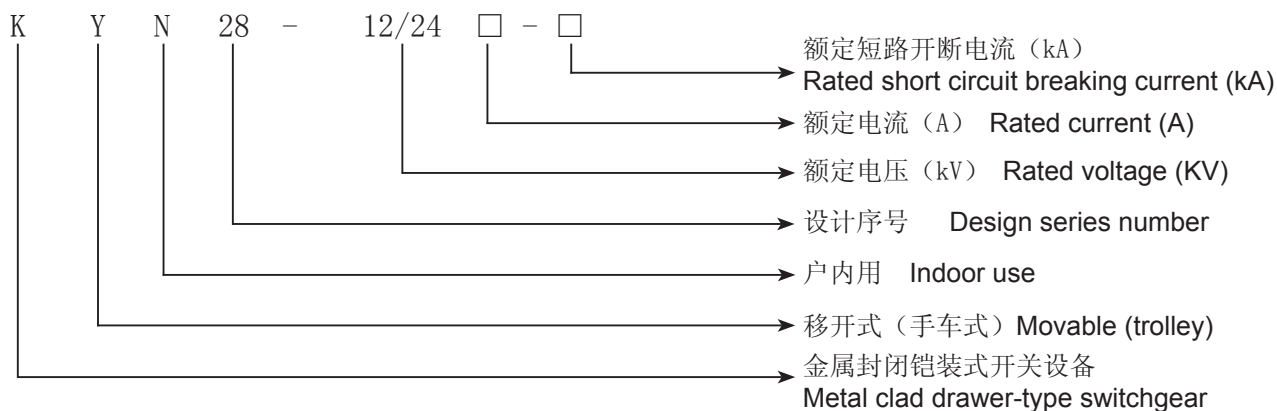 K Y N 28 - 12/24 □ - □
额定短路开断电流（kA）
Rated short circuit breaking current (kA)
额定电流（A） Rated current (A)
额定电压（kV） Rated voltage (KV)
设计序号 Design series number
户内用 Indoor use
移开式（手车式）Movable (trolley)
金属封闭铠装式开关设备
Metal clad drawer-type switchgear